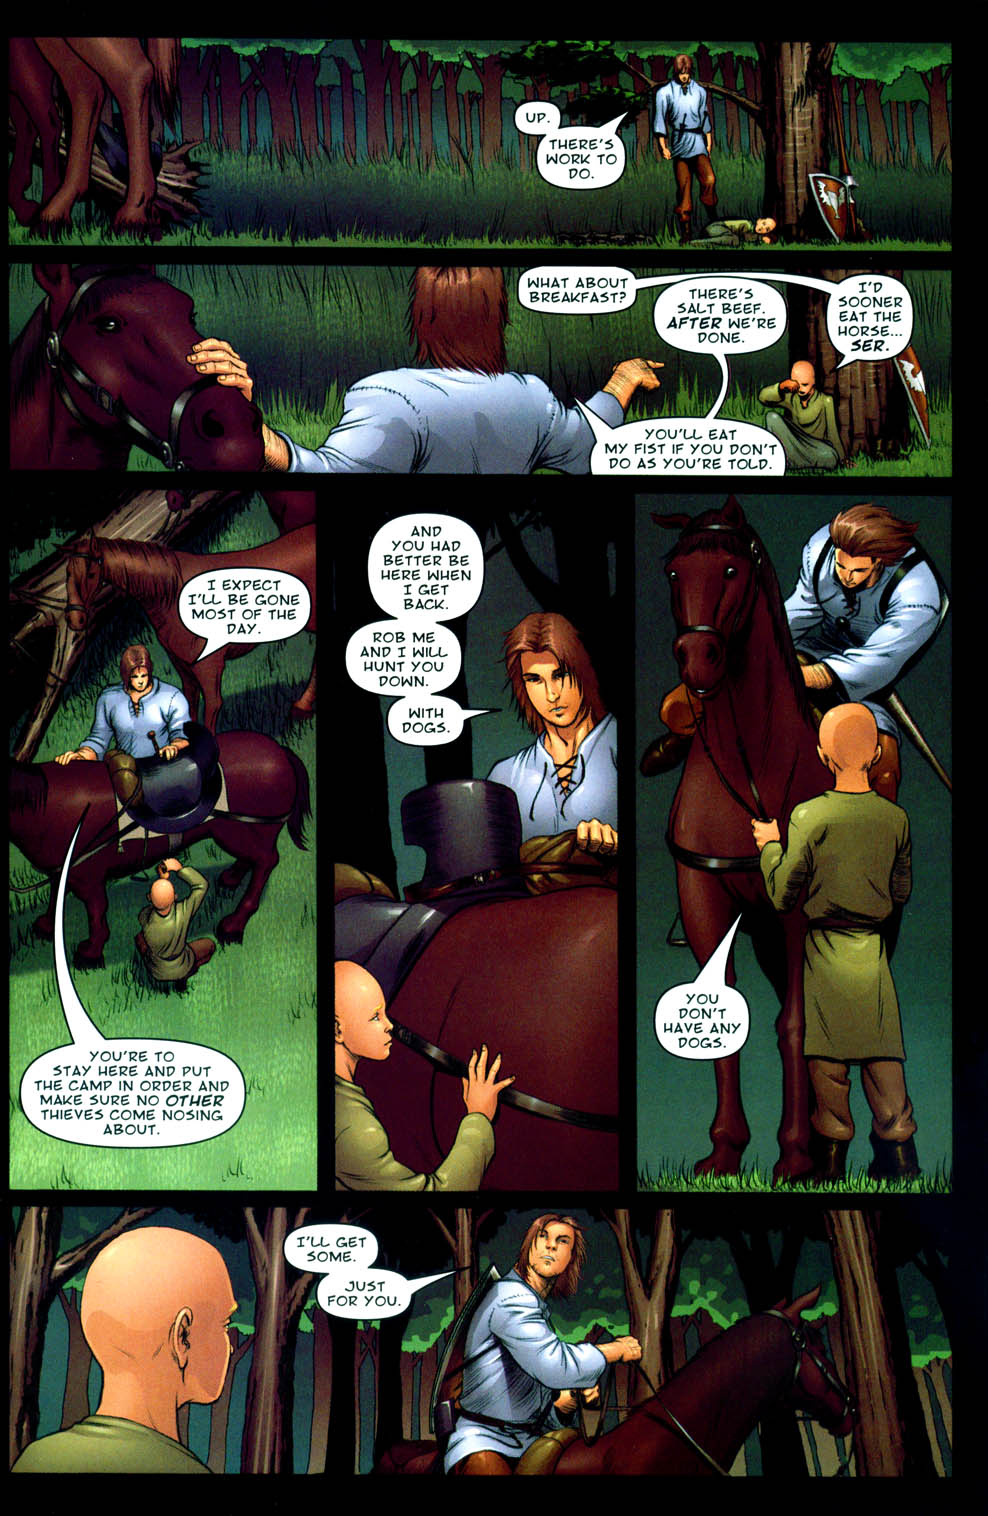 UP.
THERE'S
WORK TO
DO.
WHAT ABOUT
BREAKFAST?
THERE'S
SALT BEEF.
AFTER WE'RE
DONE.
I'D
SOONER
EAT THE
HORSE...
SER.
YOU'LL EAT
MY FIST IF YOU DON'T
DO AS YOU'RE TOLD.
I EXPECT
I'LL BE GONE
MOST OF THE
DAY.
YOU'RE TO
STAY HERE AND PUT
THE CAMP IN ORDER AND
MAKE SURE NO OTHER
THIEVES COME NOSING
ABOUT.
AND
YOU HAD
BETTER BE
HERE WHEN
I GET
BACK.
ROB ME
AND I WILL
HUNT YOU
DOWN.
WITH
DOGS.
YOU
DON'T
HAVE ANY
DOGS.
I'LL GET
SOME.
JUST
FOR YOU.